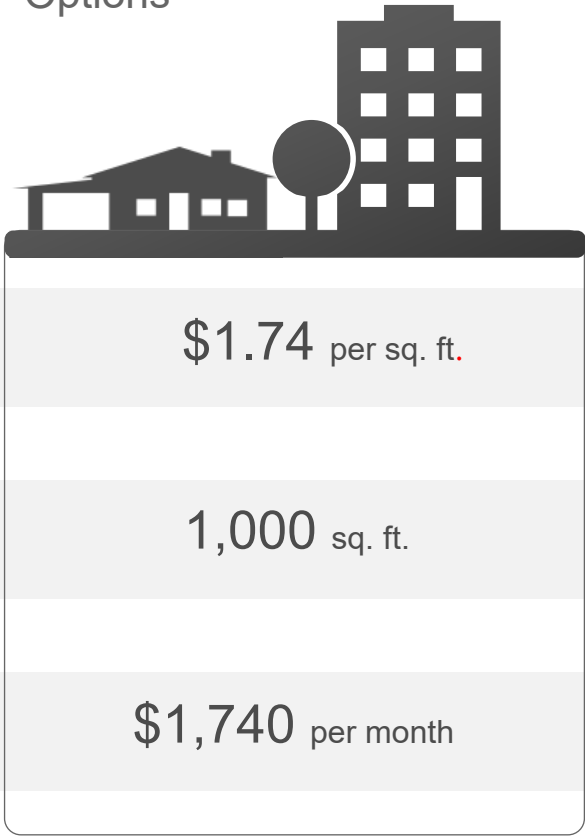 Options
$1.74 per sq. ft.
1,000 sq. ft.
$1,740 per month